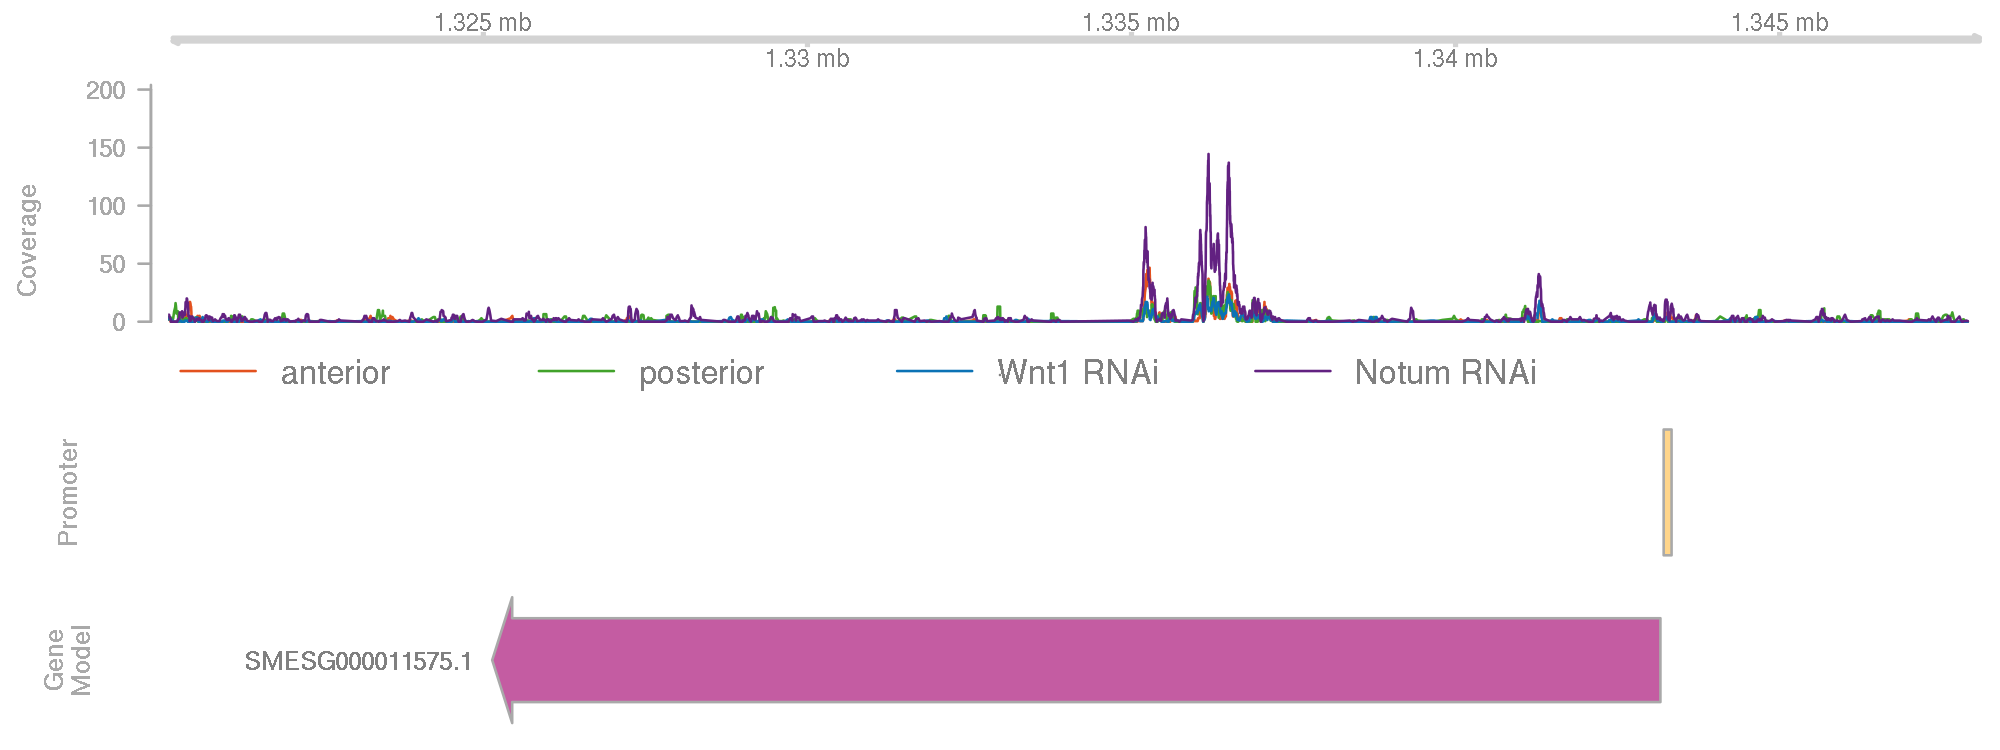 1.325 mb 1.335 mb 1.345 mb
1.33 mb 1.34 mb
200
150
100
50
0
Coverage
anterior posterior Wnt1 RNAi Notum RNAi
Promoter
Gene
Model
SMESG000011575.1